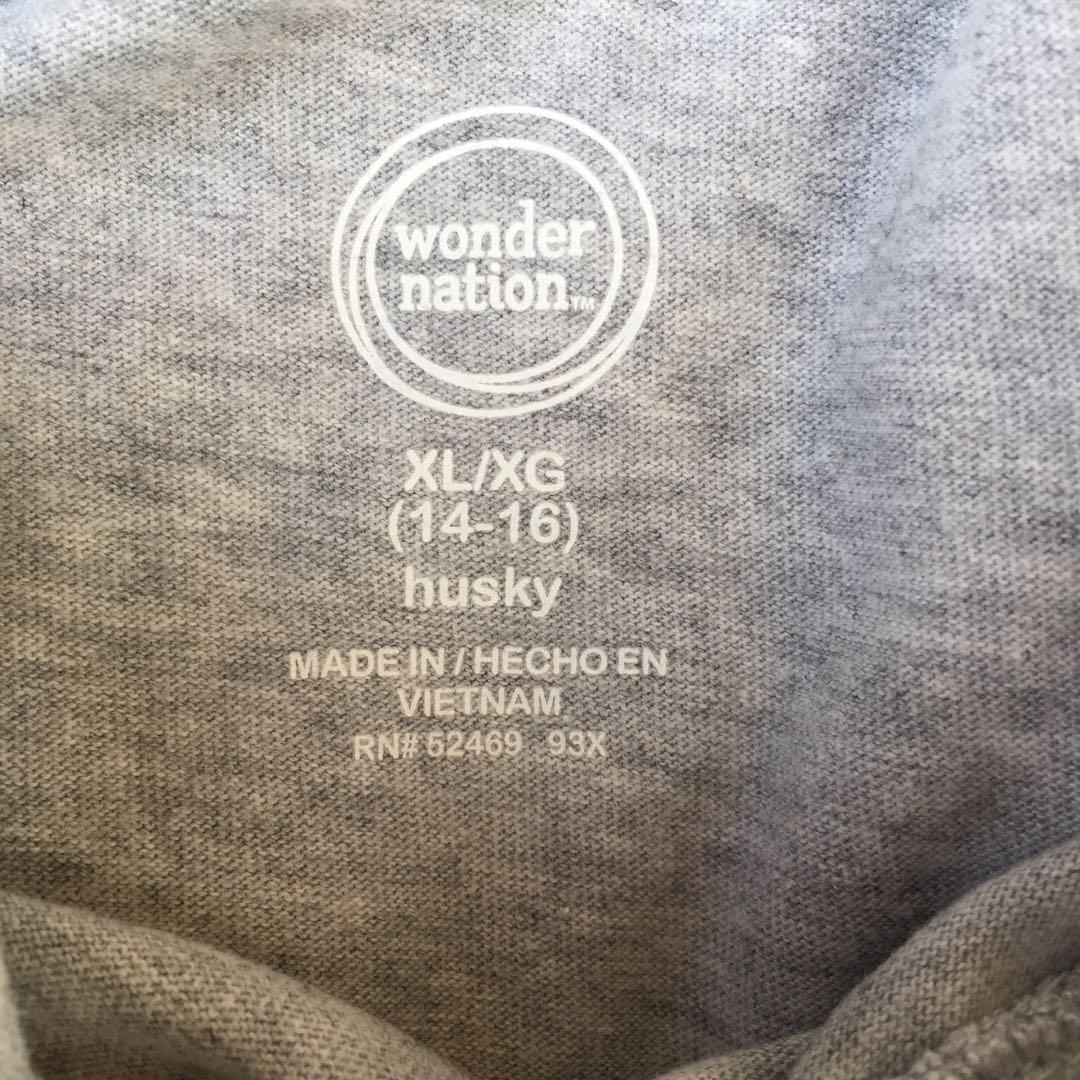 wonder
nation™
XL/XG
(14-16)
husky
MADE IN / HECHO EN
VIETNAM
RN# 52469 93X